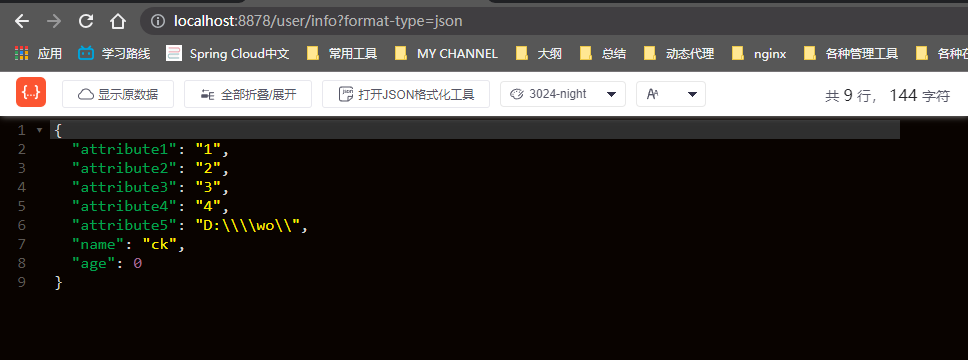 localhost:8878/user/info?format-type=json
应用 学习路线 Spring Cloud中文 常用工具 MY CHANNEL 大纲 总结 动态代理 nginx 各种管理工具 各种在
{...} 显示原数据 全部折叠/展开 json 打开JSON格式化工具 3024-night AA 共 9 行， 144 字符
1 {
2 "attribute1": "1",
3 "attribute2": "2",
4 "attribute3": "3",
5 "attribute4": "4",
6 "attribute5": "D:\\\\wo\\",
7 "name": "ck",
8 "age": 0
9 }